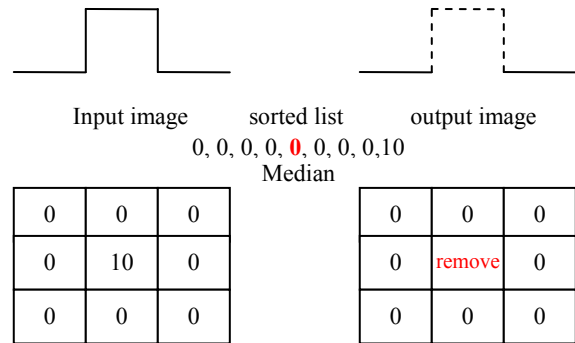 Input image sorted list output image
0, 0, 0, 0, 0, 0, 0, 0,10
Median
0 0 0 0 0 0
0 10 0 0 remove 0
0 0 0 0 0 0